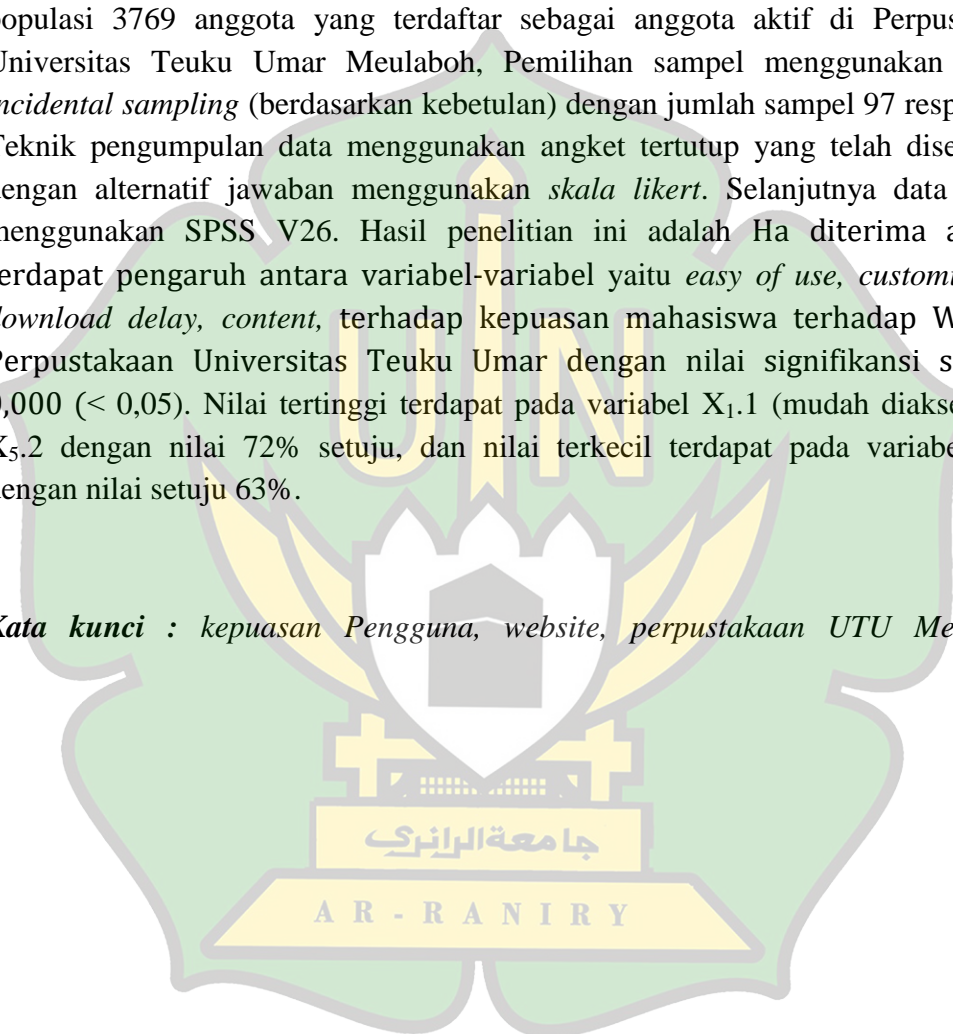 populasi 3769 anggota yang terdaftar sebagai anggota aktif di Perpus
Universitas Teuku Umar Meulaboh, Pemilihan sampel menggunakan
incidental sampling (berdasarkan kebetulan) dengan jumlah sampel 97 resp
Teknik pengumpulan data menggunakan angket tertutup yang telah dise
dengan alternatif jawaban menggunakan skala likert. Selanjutnya data
menggunakan SPSS V26. Hasil penelitian ini adalah Ha diterima a
terdapat pengaruh antara variabel-variabel yaitu easy of use, custom
download delay, content, terhadap kepuasan mahasiswa terhadap W
Perpustakaan Universitas Teuku Umar dengan nilai signifikansi s
0,000 (< 0,05). Nilai tertinggi terdapat pada variabel X₁.1 (mudah diakse
X₅.2 dengan nilai 72% setuju, dan nilai terkecil terdapat pada variabe
dengan nilai setuju 63%.
Kata kunci : kepuasan Pengguna, website, perpustakaan UTU Me
UIN
جامعة الرانري
AR-RANIRY